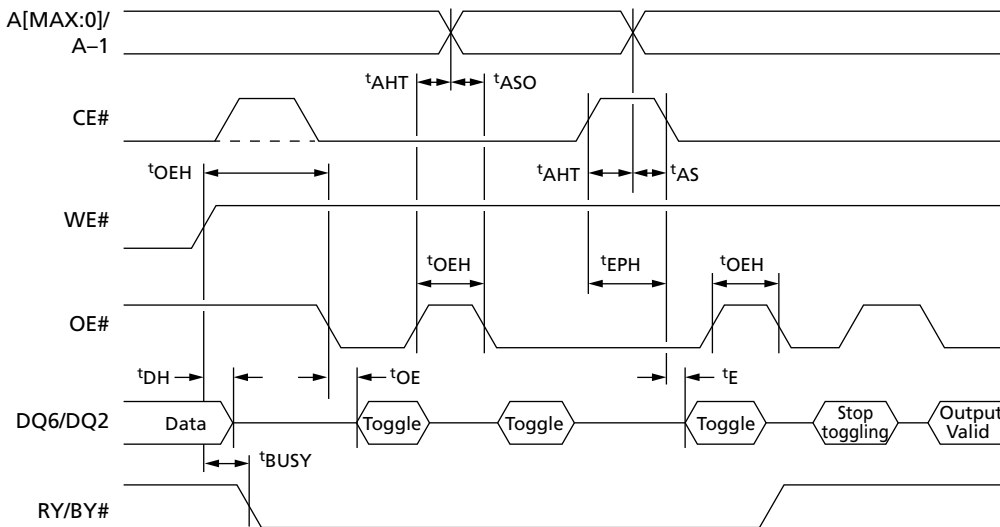 A[MAX:0]/
A–1
tAHT
tASO
CE#
tOEH
tAHT
tAS
WE#
tOEH
tEPH
tOEH
OE#
tDH
tOE
tE
DQ6/DQ2
Data
Toggle
Toggle
Toggle
Stop
toggling
Output
Valid
tBUSY
RY/BY#